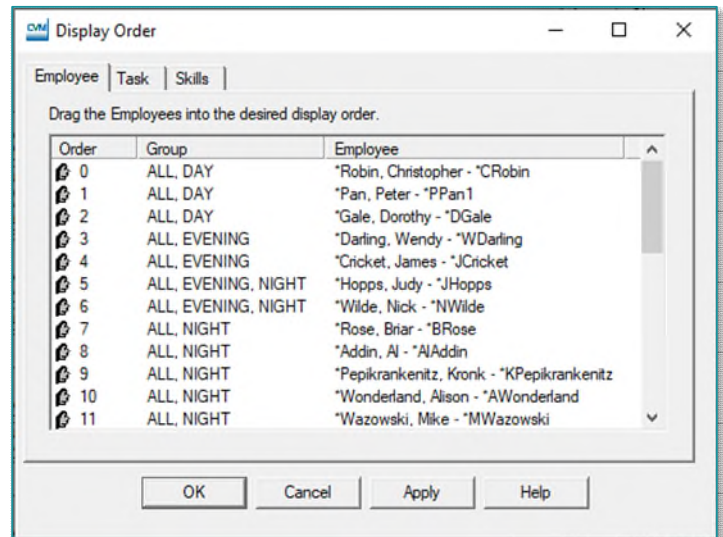 CVM Display Order
Employee Task Skills
Drag the Employees into the desired display order.
Order Group Employee
0 ALL, DAY *Robin, Christopher - *CRobin
1 ALL, DAY *Pan, Peter - *PPan1
2 ALL, DAY *Gale, Dorothy - *DGale
3 ALL, EVENING *Darling, Wendy - *WDarling
4 ALL, EVENING *Cricket, James - *JCricket
5 ALL, EVENING, NIGHT *Hopps, Judy - *JHopps
6 ALL, EVENING, NIGHT *Wilde, Nick - *NWilde
7 ALL, NIGHT *Rose, Briar - *BRose
8 ALL, NIGHT *Addin, Al - *AlAddin
9 ALL, NIGHT *Pepikrankenitz, Kronk - *KPepikrankenitz
10 ALL, NIGHT *Wonderland, Alison - *AWonderland
11 ALL, NIGHT *Wazowski, Mike - *MWazowski
OK Cancel Apply Help